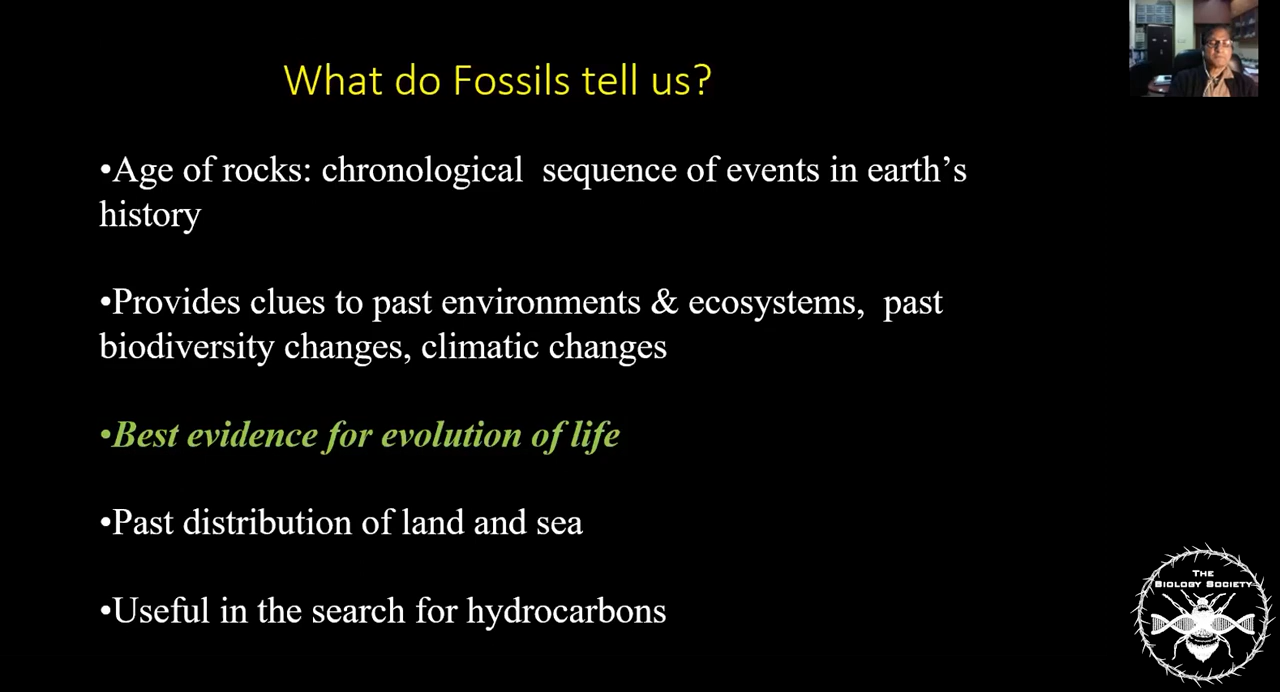 What do Fossils tell us?
•Age of rocks: chronological  sequence of events in earth’s
history
•Provides clues to past environments & ecosystems,  past
biodiversity changes, climatic changes
•Best evidence for evolution of life
•Past distribution of land and sea
•Useful in the search for hydrocarbons
THE
BIOLOGY SOCIETY